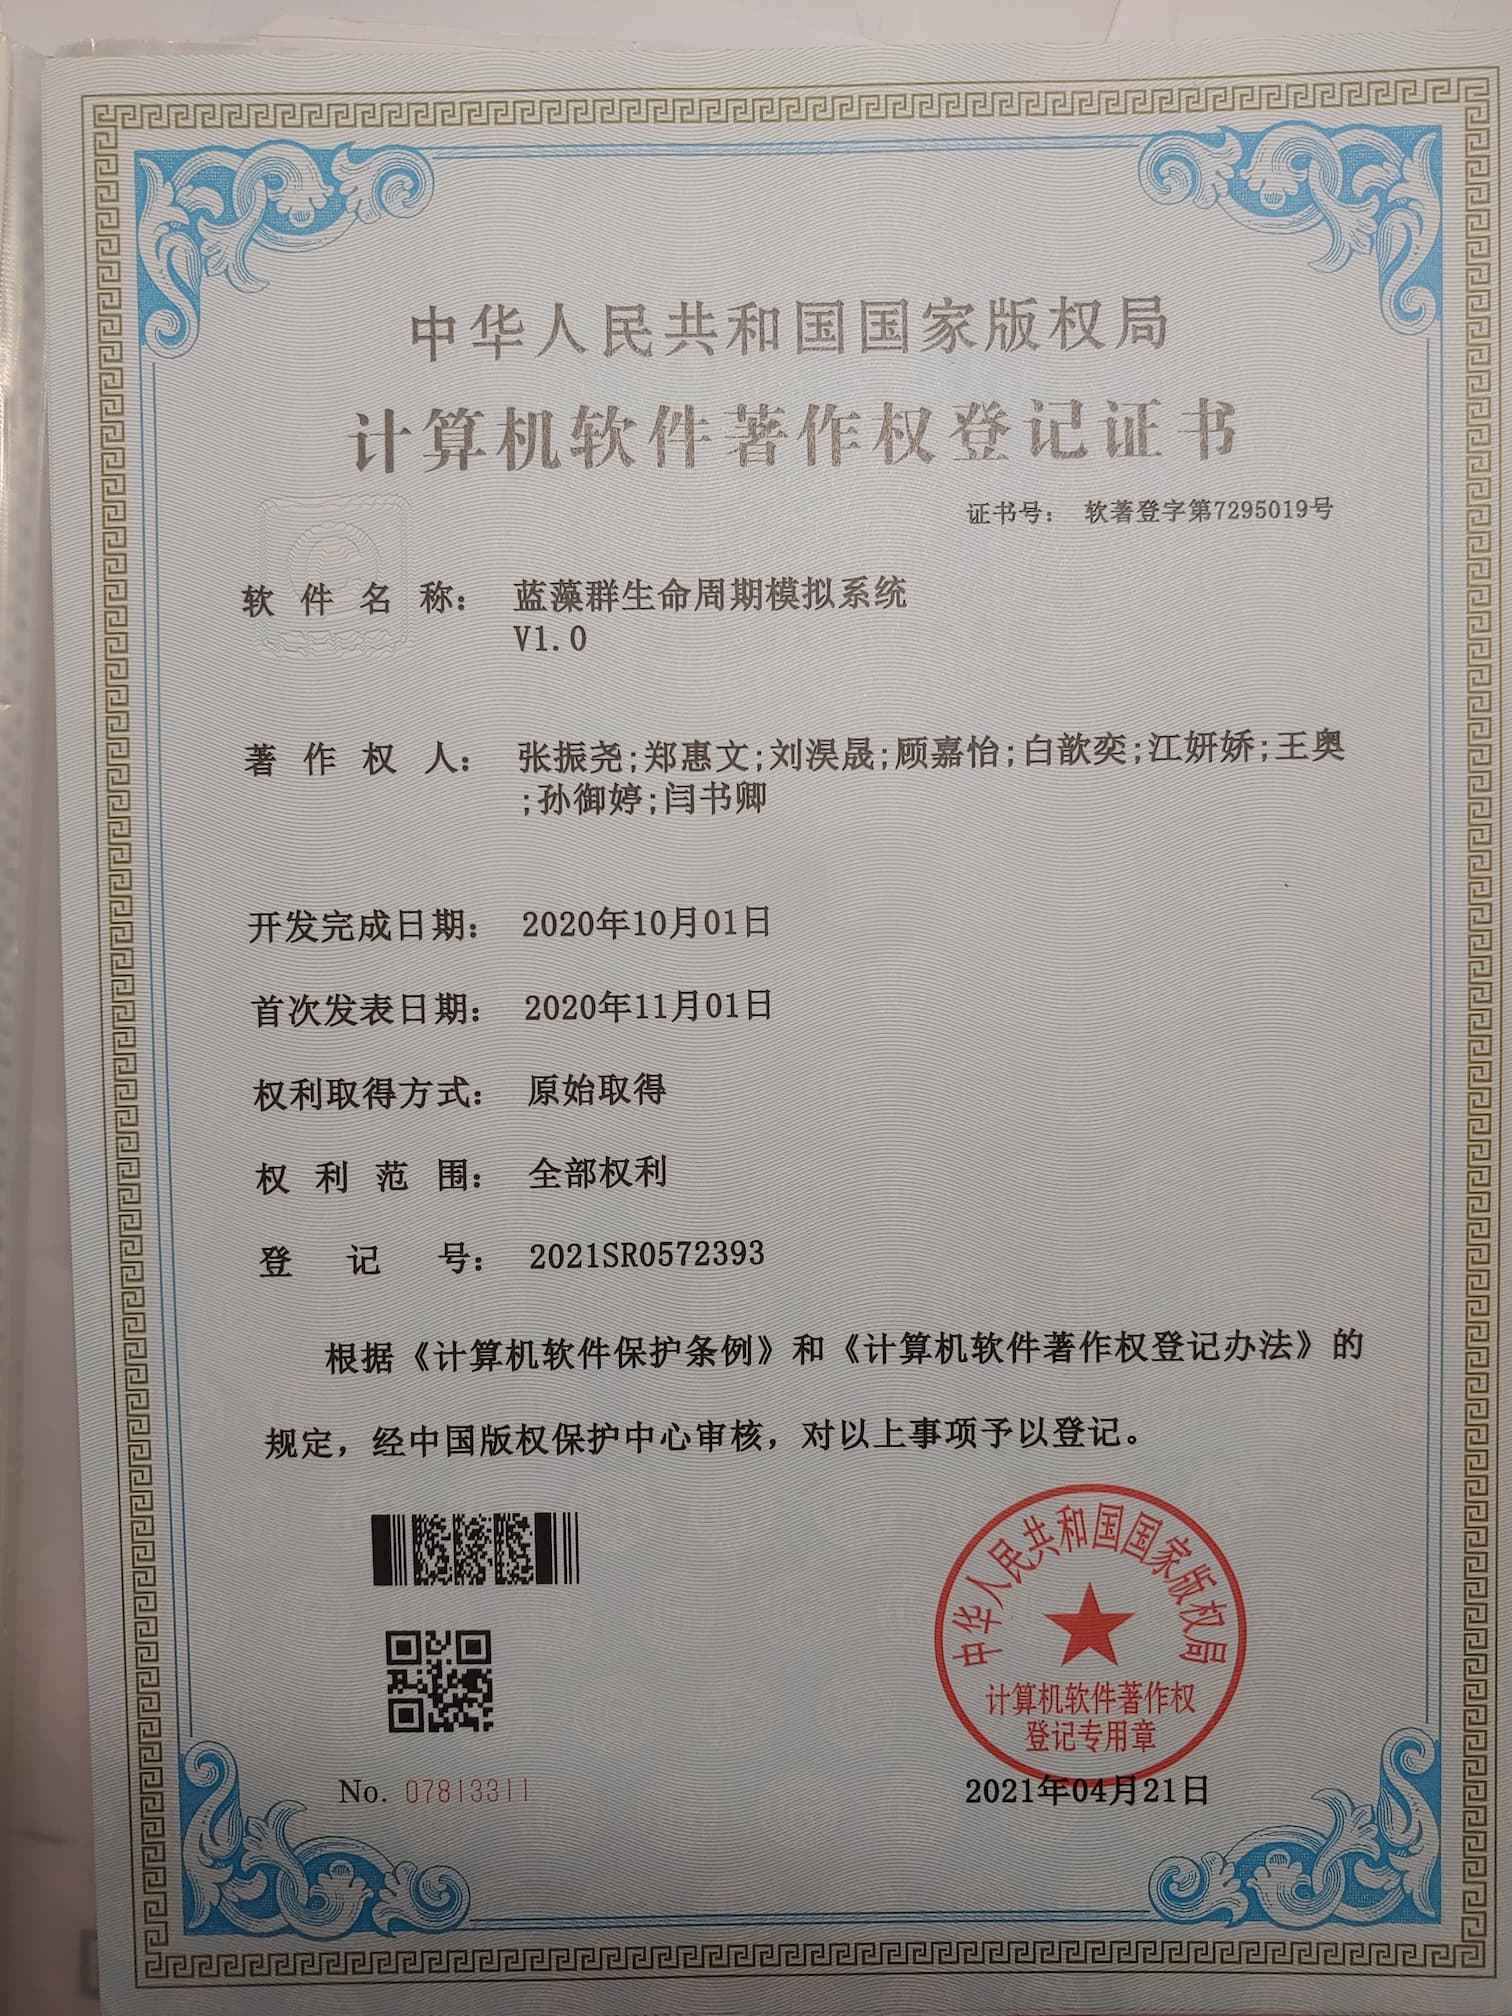 中华人民共和国国家版权局
计算机软件著作权登记证书
证书号： 软著登字第7295019号
软件名称： 蓝藻群生命周期模拟系统
V1.0
著作权人： 张振尧;郑惠文;刘淏晟;顾嘉怡;白歆奕;江妍娇;王奥
;孙御婷;闫书卿
开发完成日期： 2020年10月01日
首次发表日期： 2020年11月01日
权利取得方式： 原始取得
权利范围： 全部权利
登记号： 2021SR0572393
根据《计算机软件保护条例》和《计算机软件著作权登记办法》的
规定，经中国版权保护中心审核，对以上事项予以登记。
中华人民共和国国家版权局
计算机软件著作权
登记专用章
No. 07813311
2021年04月21日